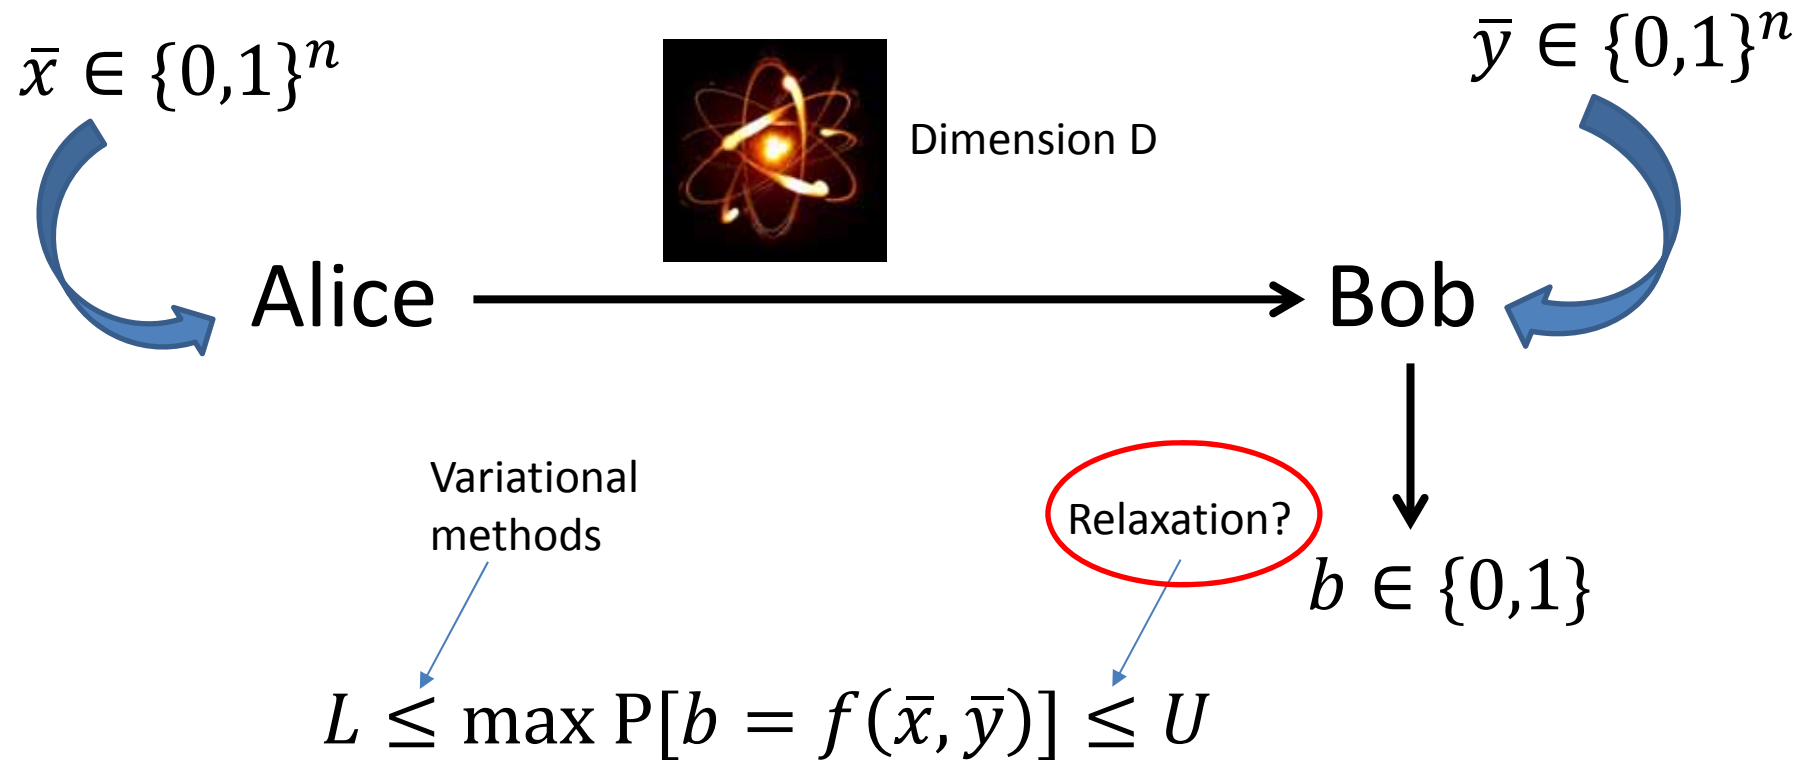 x̅ ∈ {0,1}ⁿ
y̅ ∈ {0,1}ⁿ
Dimension D
Alice
Bob
Variational
methods
Relaxation?
b ∈ {0,1}
L ≤ max P[b = f(x̅, y̅)] ≤ U